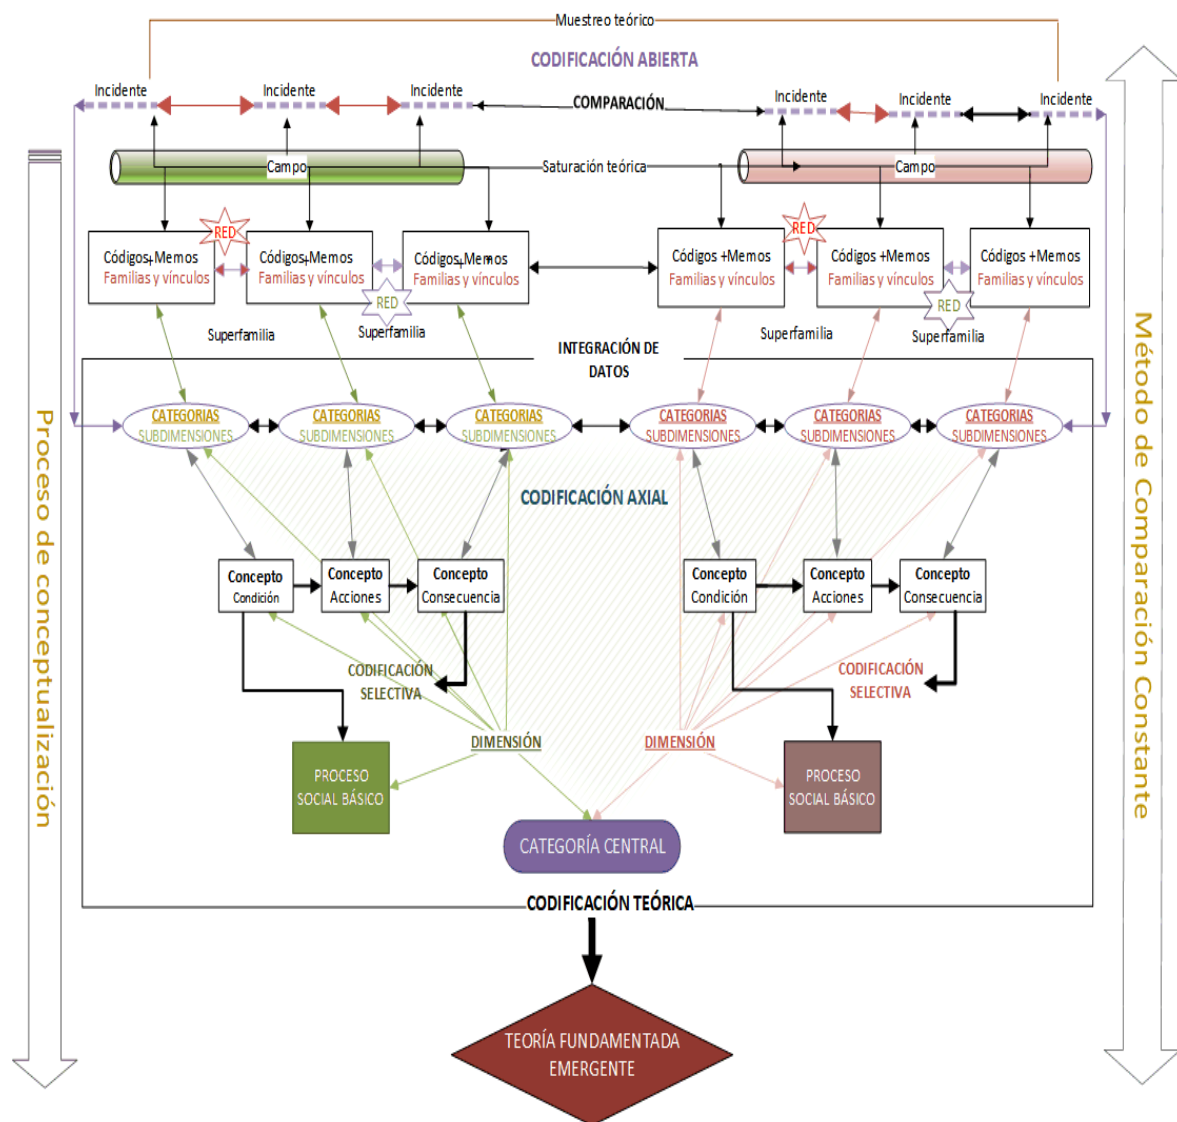 Muestreo teórico
CODIFICACIÓN ABIERTA
Incidente
Incidente
Incidente
COMPARACIÓN
Incidente
Incidente
Incidente
Campo
Saturación teórica
Campo
RED
RED
Códigos+Memos
Familias y vínculos
Códigos+Memos
Familias y vínculos
Códigos+Memos
Familias y vínculos
Códigos +Memos
Familias y vínculos
Códigos +Memos
Familias y vínculos
Códigos +Memos
Familias y vínculos
RED
RED
Superfamilia
Superfamilia
Superfamilia
Superfamilia
INTEGRACIÓN DE
DATOS
CATEGORIAS
SUBDIMENSIONES
CATEGORIAS
SUBDIMENSIONES
CATEGORIAS
SUBDIMENSIONES
CATEGORIAS
SUBDIMENSIONES
CATEGORIAS
SUBDIMENSIONES
CATEGORIAS
SUBDIMENSIONES
CODIFICACIÓN AXIAL
Concepto
Condición
Concepto
Acciones
Concepto
Consecuencia
Concepto
Condición
Concepto
Acciones
Concepto
Consecuencia
CODIFICACIÓN
SELECTIVA
CODIFICACIÓN
SELECTIVA
DIMENSIÓN
DIMENSIÓN
PROCESO
SOCIAL BÁSICO
PROCESO
SOCIAL BÁSICO
CATEGORÍA CENTRAL
CODIFICACIÓN TEÓRICA
TEORÍA FUNDAMENTADA
EMERGENTE
Proceso de conceptualización
Método de Comparación Constante